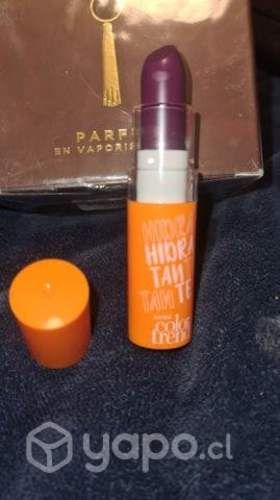 PARF
EN VAPORIS
HIDRA
TAN
TE
color
trend
yapo.cl